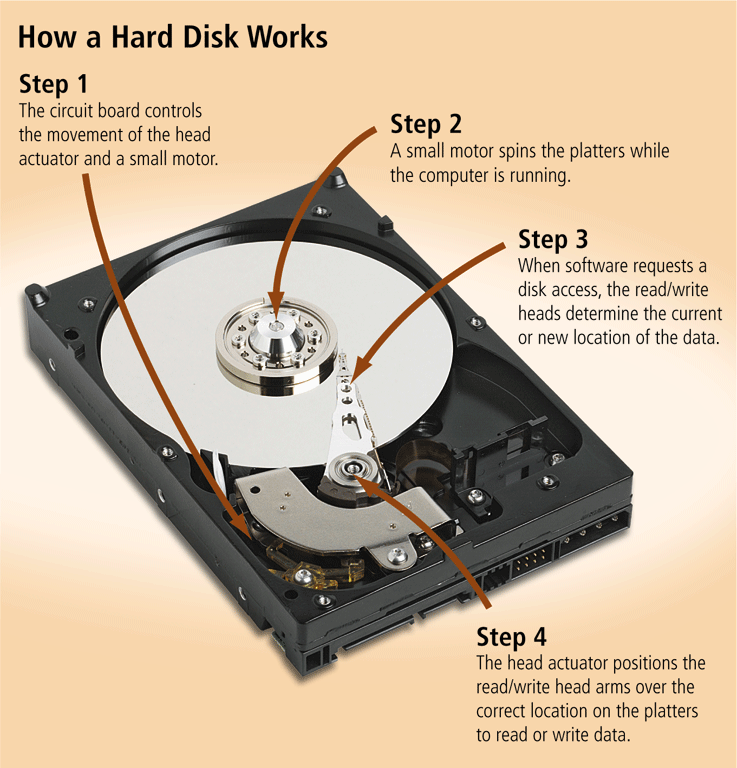 How a Hard Disk Works
Step 1
The circuit board controls
the movement of the head
actuator and a small motor.
Step 2
A small motor spins the platters while
the computer is running.
Step 3
When software requests a
disk access, the read/write
heads determine the current
or new location of the data.
Step 4
The head actuator positions the
read/write head arms over the
correct location on the platters
to read or write data.